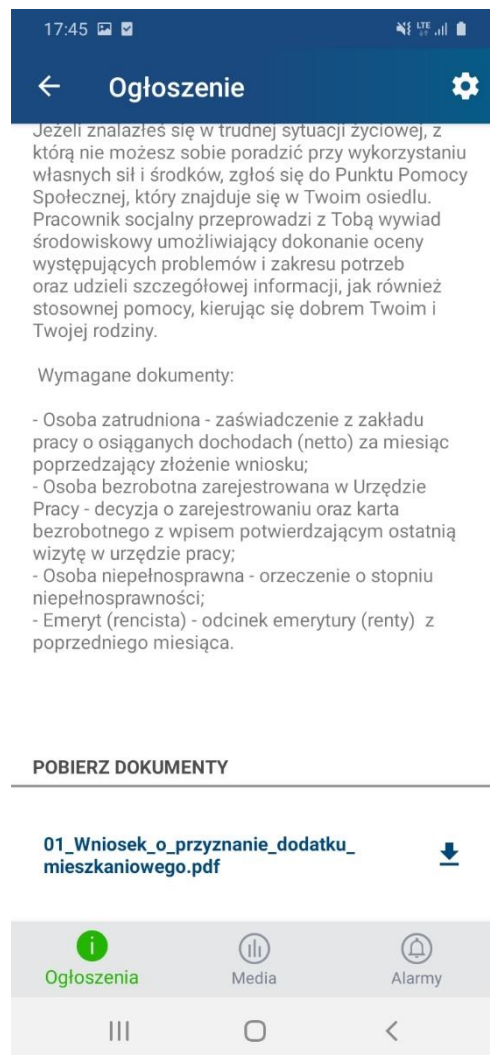 17:45
LTE
Ogłoszenie
Jeżeli znalazłeś się w trudnej sytuacji życiowej, z
którą nie możesz sobie poradzić przy wykorzystaniu
własnych sił i środków, zgłoś się do Punktu Pomocy
Społecznej, który znajduje się w Twoim osiedlu.
Pracownik socjalny przeprowadzi z Tobą wywiad
środowiskowy umożliwiający dokonanie oceny
występujących problemów i zakresu potrzeb
oraz udzieli szczegółowej informacji, jak również
stosownej pomocy, kierując się dobrem Twoim i
Twojej rodziny.
Wymagane dokumenty:
- Osoba zatrudniona - zaświadczenie z zakładu
pracy o osiąganych dochodach (netto) za miesiąc
poprzedzający złożenie wniosku;
- Osoba bezrobotna zarejestrowana w Urzędzie
Pracy - decyzja o zarejestrowaniu oraz karta
bezrobotnego z wpisem potwierdzającym ostatnią
wizytę w urzędzie pracy;
- Osoba niepełnosprawna - orzeczenie o stopniu
niepełnosprawności;
- Emeryt (rencista) - odcinek emerytury (renty)  z
poprzedniego miesiąca.
POBIERZ DOKUMENTY
01_Wniosek_o_przyznanie_dodatku_
mieszkaniowego.pdf
Ogłoszenia
Media
Alarmy